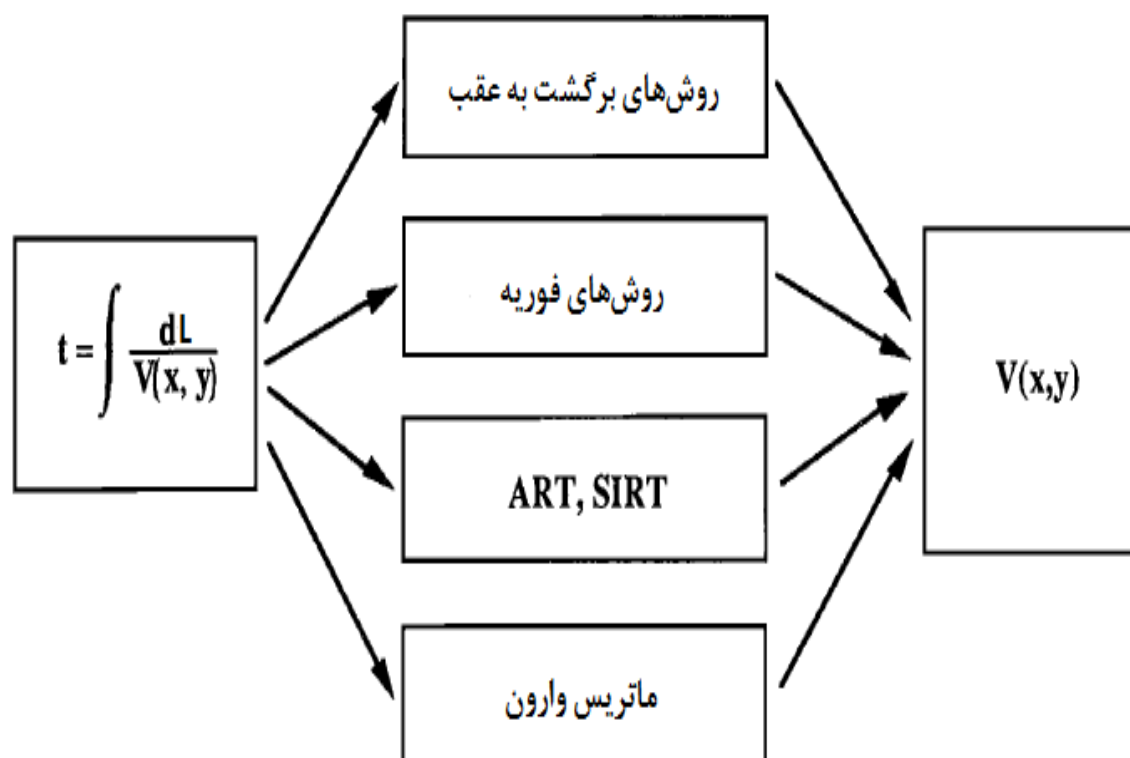 روش‌های برگشت به عقب
روش‌های فوریه
t = ∫ dL / V(x, y)
V(x,y)
ART, SIRT
ماتریس وارون